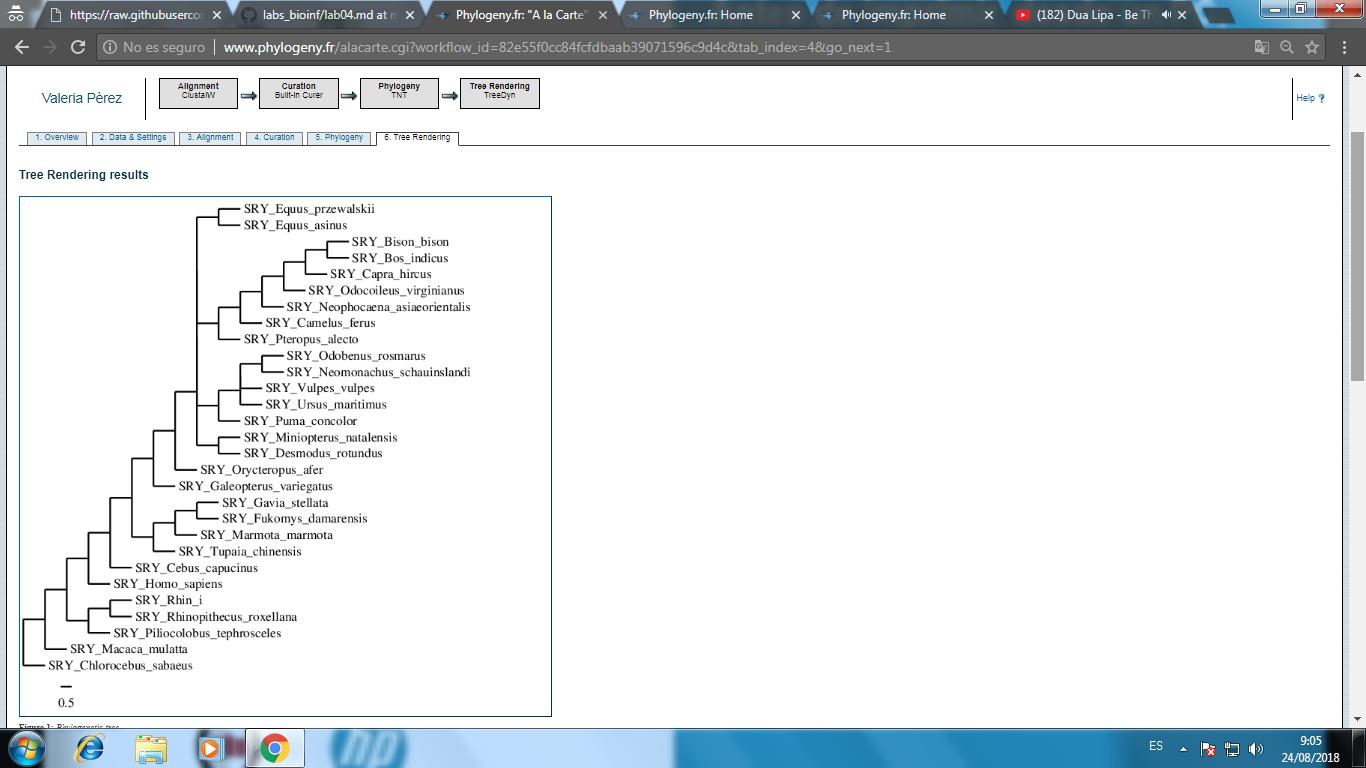 https://raw.githubuserco
labs_bioinf/lab04.md at n
Phylogeny.fr: "A la Carte"
Phylogeny.fr: Home
Phylogeny.fr: Home
(182) Dua Lipa - Be Th
No es seguro
www.phylogeny.fr/alacarte.cgi?workflow_id=82e55f0cc84fcfdbaab39071596c9d4c&tab_index=4&go_next=1
Valeria Pèrez
Alignment
ClustalW
Curation
Built-in Curer
Phylogeny
TNT
Tree Rendering
TreeDyn
Help ?
1. Overview
2. Data & Settings
3. Alignment
4. Curation
5. Phylogeny
6. Tree Rendering
Tree Rendering results
SRY_Equus_przewalskii
SRY_Equus_asinus
SRY_Bison_bison
SRY_Bos_indicus
SRY_Capra_hircus
SRY_Odocoileus_virginianus
SRY_Neophocaena_asiaeorientalis
SRY_Camelus_ferus
SRY_Pteropus_alecto
SRY_Odobenus_rosmarus
SRY_Neomonachus_schauinslandi
SRY_Vulpes_vulpes
SRY_Ursus_maritimus
SRY_Puma_concolor
SRY_Miniopterus_natalensis
SRY_Desmodus_rotundus
SRY_Orycteropus_afer
SRY_Galeopterus_variegatus
SRY_Gavia_stellata
SRY_Fukomys_damarensis
SRY_Marmota_marmota
SRY_Tupaia_chinensis
SRY_Cebus_capucinus
SRY_Homo_sapiens
SRY_Rhin_i
SRY_Rhinopithecus_roxellana
SRY_Piliocolobus_tephrosceles
SRY_Macaca_mulatta
SRY_Chlorocebus_sabaeus
0.5
Figure 1: Phylogenetic tree
hp
ES
9:05
24/08/2018